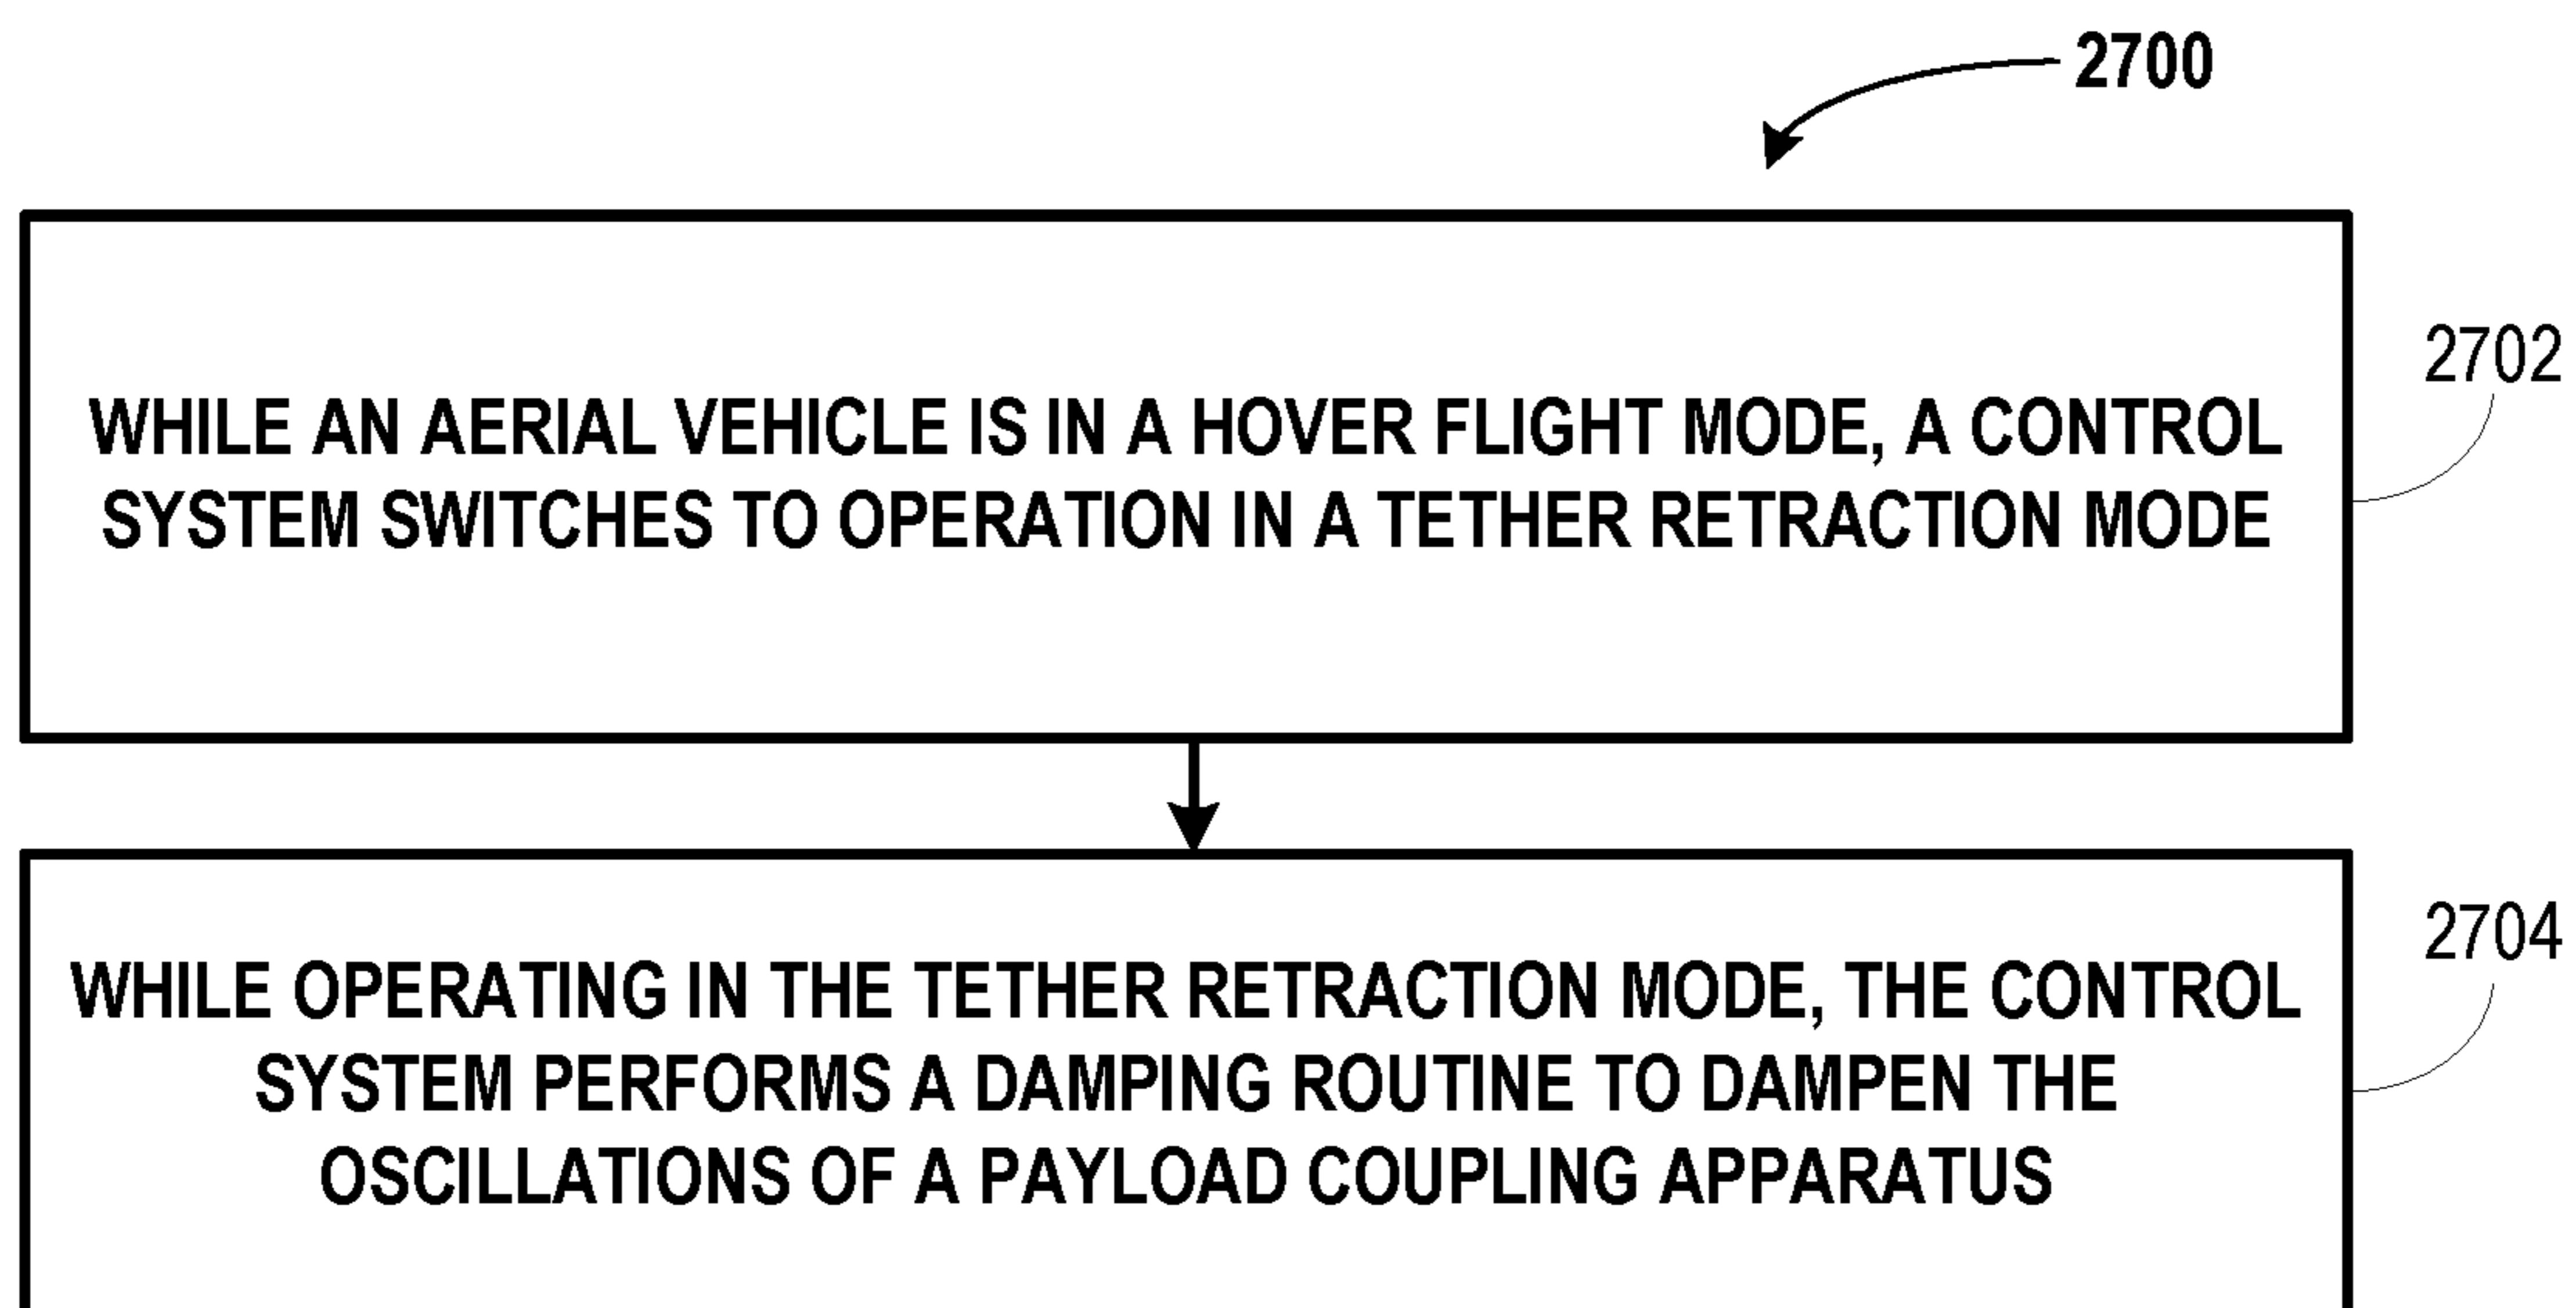 2700
WHILE AN AERIAL VEHICLE IS IN A HOVER FLIGHT MODE, A CONTROL
SYSTEM SWITCHES TO OPERATION IN A TETHER RETRACTION MODE
2702
WHILE OPERATING IN THE TETHER RETRACTION MODE, THE CONTROL
SYSTEM PERFORMS A DAMPING ROUTINE TO DAMPEN THE
OSCILLATIONS OF A PAYLOAD COUPLING APPARATUS
2704